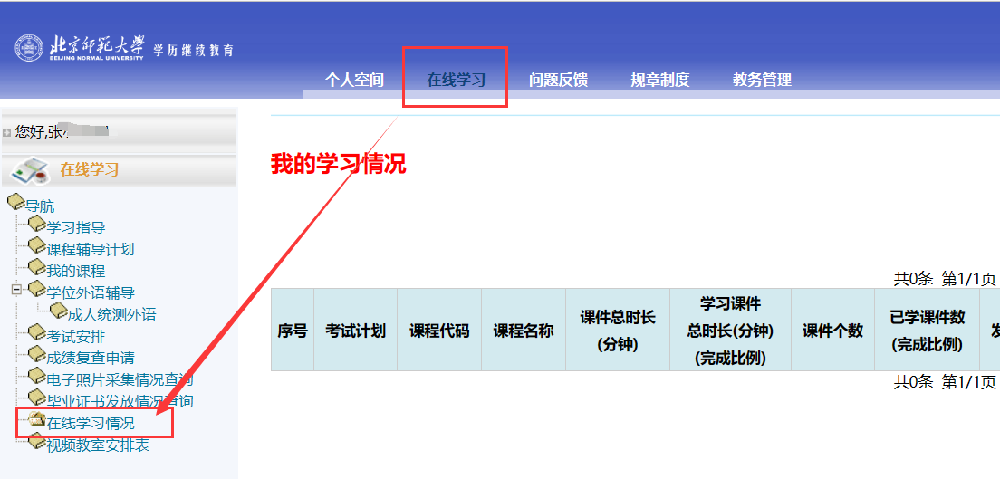 北京师范大学 学历继续教育
BEIJING NORMAL UNIVERSITY
个人空间 在线学习 问题反馈 规章制度 教务管理
您好,张
在线学习
导航
学习指导
课程辅导计划
我的课程
学位外语辅导
成人统测外语
考试安排
成绩复查申请
电子照片采集情况查询
毕业证书发放情况查询
在线学习情况
视频教室安排表
我的学习情况
共0条 第1/1页
序号 考试计划 课程代码 课程名称 课件总时长(分钟) 学习课件总时长(分钟)(完成比例) 课件个数 已学课件数(完成比例)
共0条 第1/1页